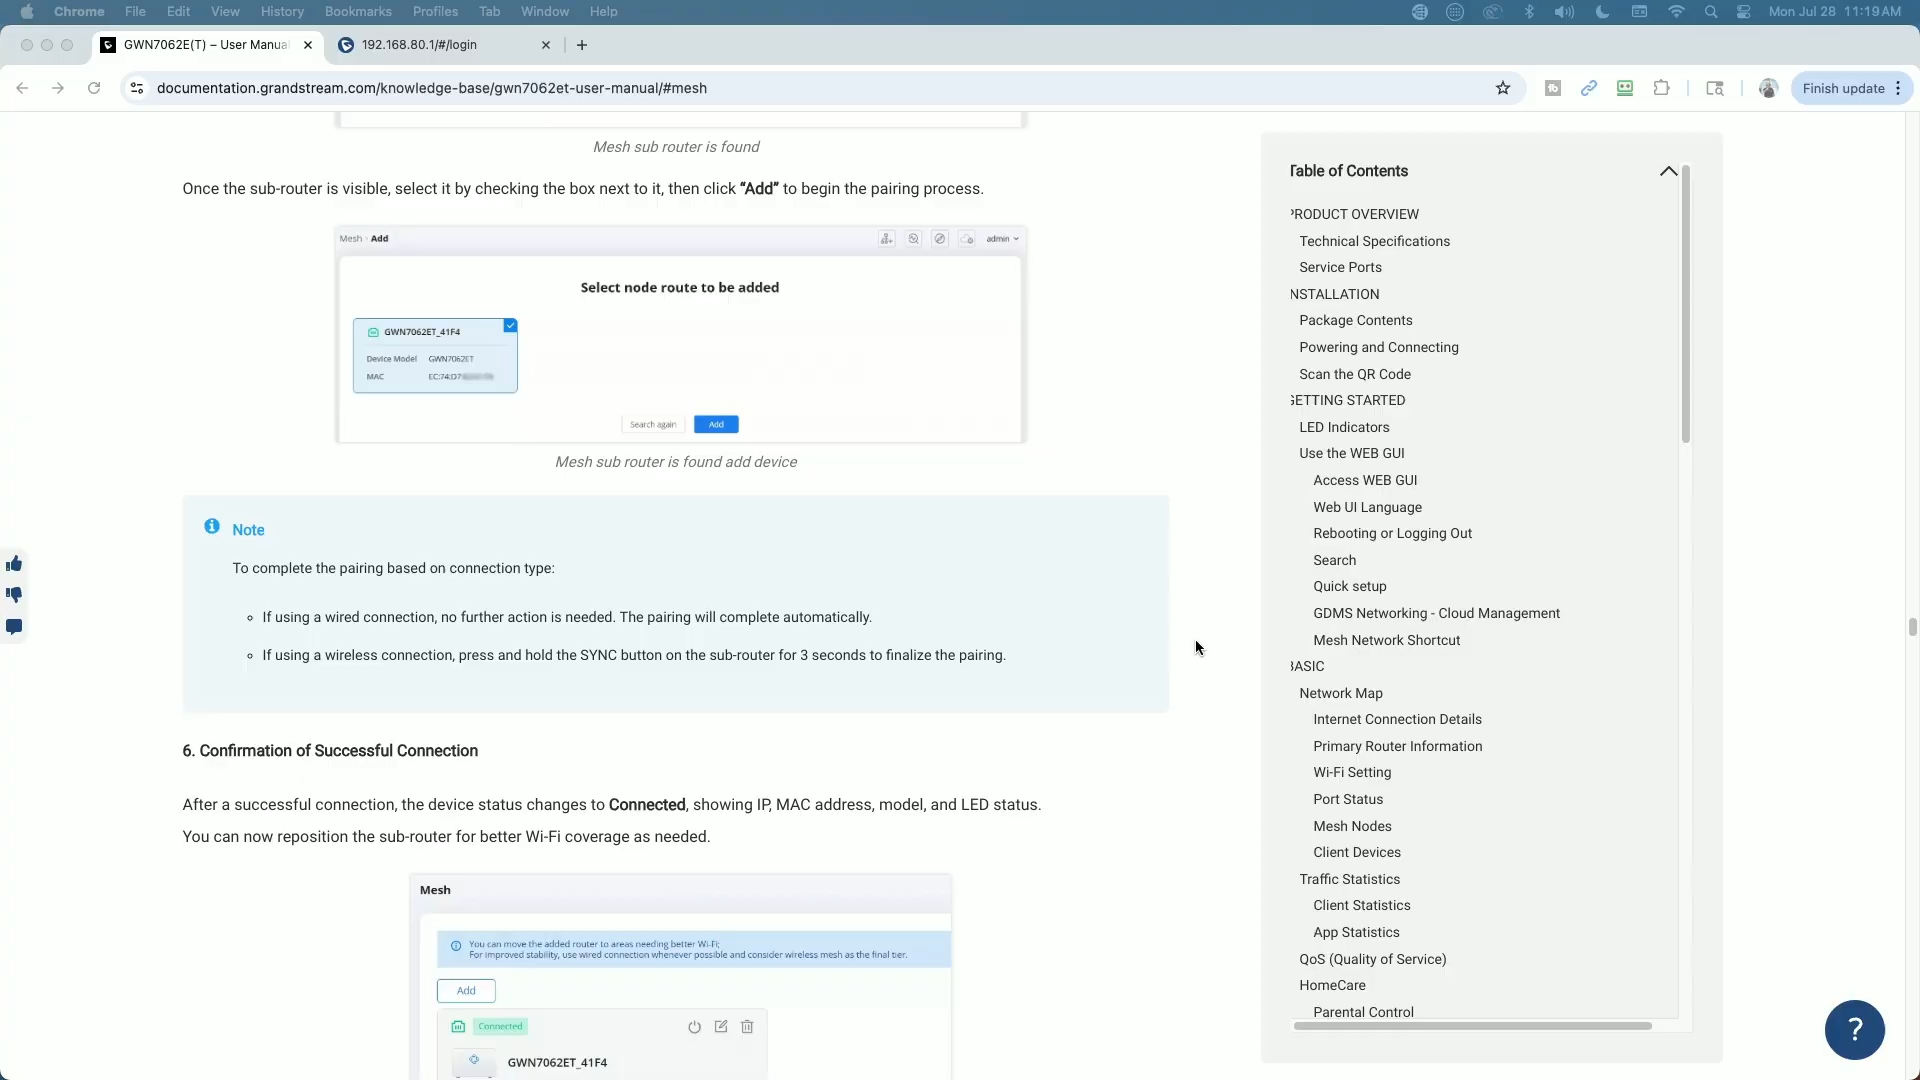 Chrome File Edit View History Bookmarks Profiles Tab Window Help Mon Jul 28 11:19 AM
GWN7062E(T) – User Manual 192.168.80.1/#/login
documentation.grandstream.com/knowledge-base/gwn7062et-user-manual/#mesh Finish update
Mesh sub router is found
Once the sub-router is visible, select it by checking the box next to it, then click “Add” to begin the pairing process.
Mesh › Add admin
Select node route to be added
GWN7062ET_41F4
Device Model GWN7062ET
MAC EC:74:D7
Search again Add
Mesh sub router is found add device
Note
To complete the pairing based on connection type:
If using a wired connection, no further action is needed. The pairing will complete automatically.
If using a wireless connection, press and hold the SYNC button on the sub-router for 3 seconds to finalize the pairing.
6. Confirmation of Successful Connection
After a successful connection, the device status changes to Connected, showing IP, MAC address, model, and LED status.
You can now reposition the sub-router for better Wi-Fi coverage as needed.
Mesh
You can move the added router to areas needing better Wi-Fi;
For improved stability, use wired connection whenever possible and consider wireless mesh as the final tier.
Add
Connected
GWN7062ET_41F4
Table of Contents
PRODUCT OVERVIEW
Technical Specifications
Service Ports
INSTALLATION
Package Contents
Powering and Connecting
Scan the QR Code
GETTING STARTED
LED Indicators
Use the WEB GUI
Access WEB GUI
Web UI Language
Rebooting or Logging Out
Search
Quick setup
GDMS Networking - Cloud Management
Mesh Network Shortcut
BASIC
Network Map
Internet Connection Details
Primary Router Information
Wi-Fi Setting
Port Status
Mesh Nodes
Client Devices
Traffic Statistics
Client Statistics
App Statistics
QoS (Quality of Service)
HomeCare
Parental Control
?